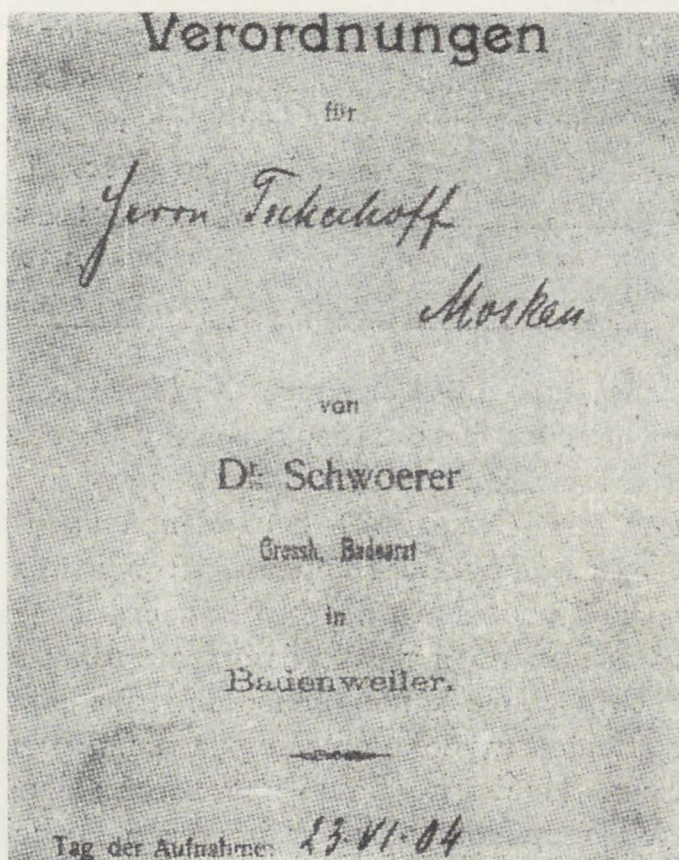 Verordnungen
für
Herrn Tschechoff
Moskau
von
Dr. Schwoerer
Grossh. Badearzt
in
Badenweiler.
Tag der Aufnahme: 23·VI·04